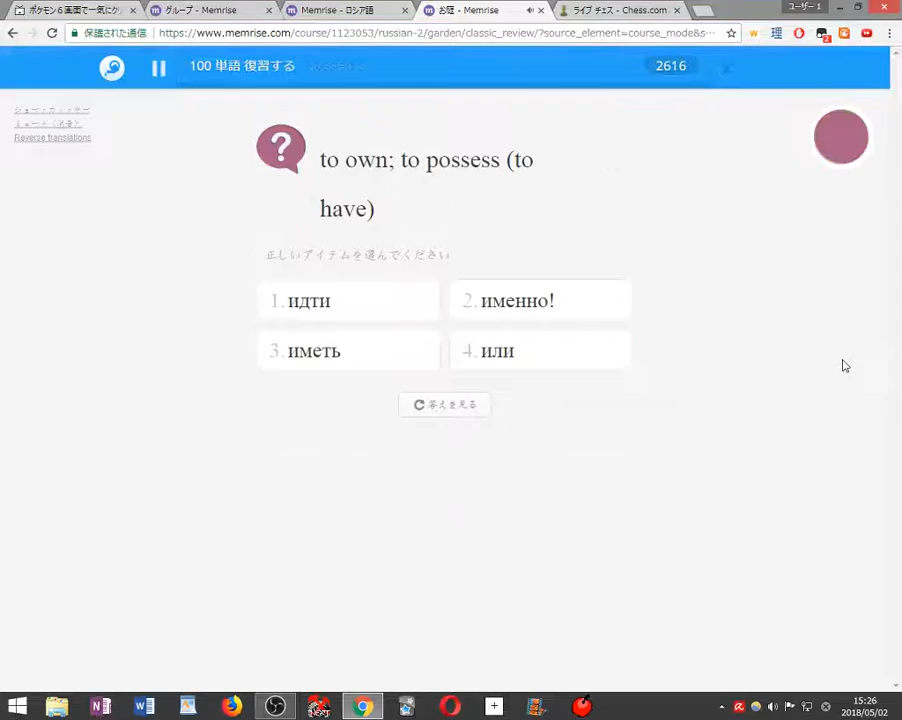 ポケモン６画面で一気にク
グループ - Memrise
Memrise - ロシア語
お庭 - Memrise
ライブ チェス - Chess.com
ユーザー 1
保護された通信
https://www.memrise.com/course/1123053/russian-2/garden/classic_review/?source_element=course_mode&s...
100 単語 復習する
2616
Reverse translations
to own; to possess (to
have)
正しいアイテムを選んでください
1. идти
2. именно!
3. иметь
4. или
答えを見る
15:26
2018/05/02